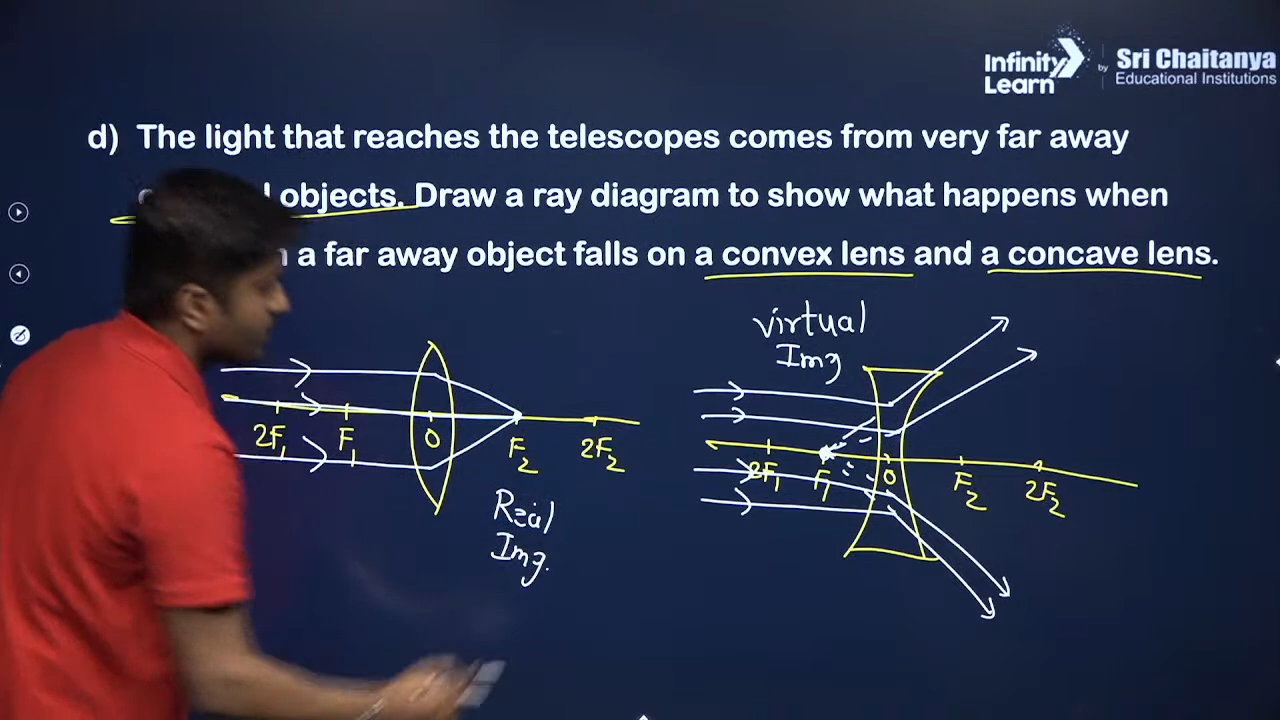 Infinity Learn by Sri Chaitanya Educational Institutions
d) The light that reaches the telescopes comes from very far away
objects. Draw a ray diagram to show what happens when
a far away object falls on a convex lens and a concave lens.
virtual
Img
2F₁ F₁ O F₂ 2F₂
Real
Img.
2F₁ F₁ O F₂ 2F₂